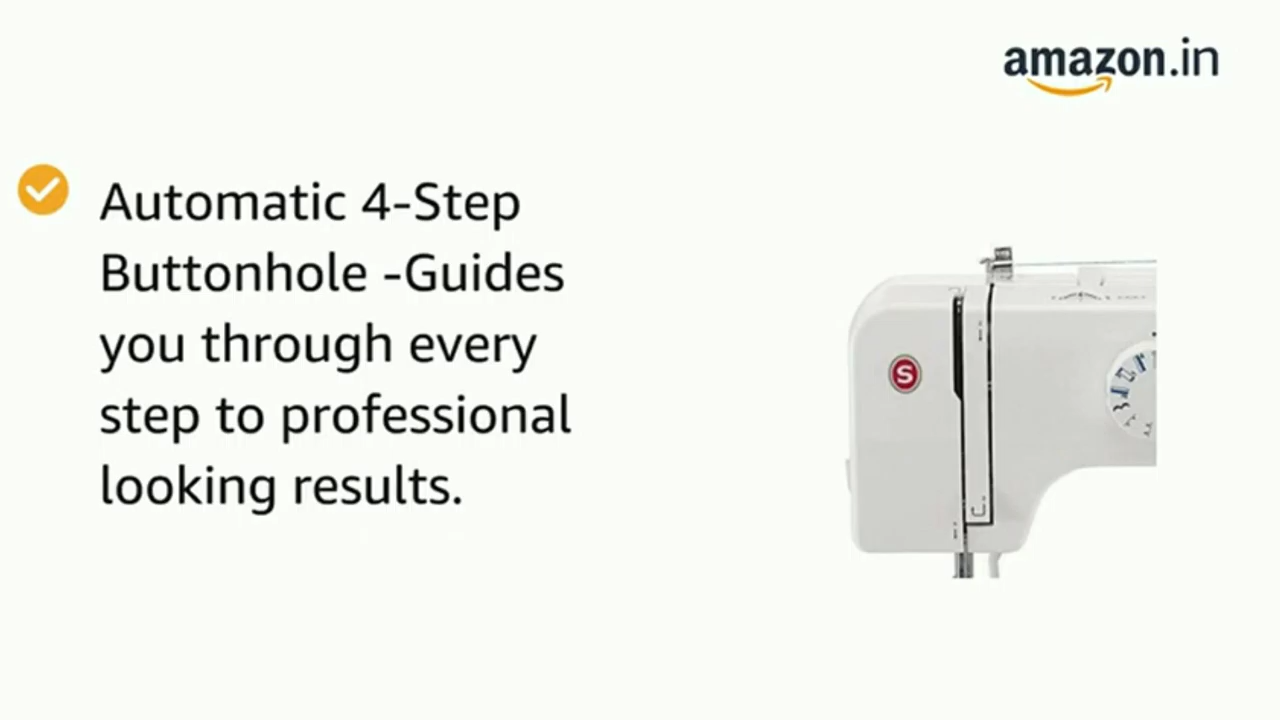 amazon.in
Automatic 4-Step
Buttonhole -Guides
you through every
step to professional
looking results.
S